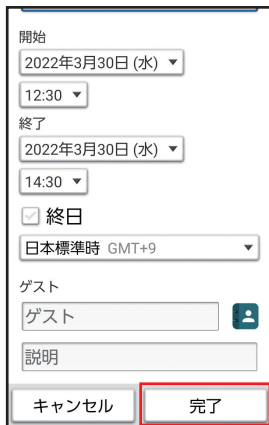 開始
2022年3月30日 (水)
12:30
終了
2022年3月30日 (水)
14:30
終日
日本標準時 GMT+9
ゲスト
ゲスト
説明
キャンセル 完了